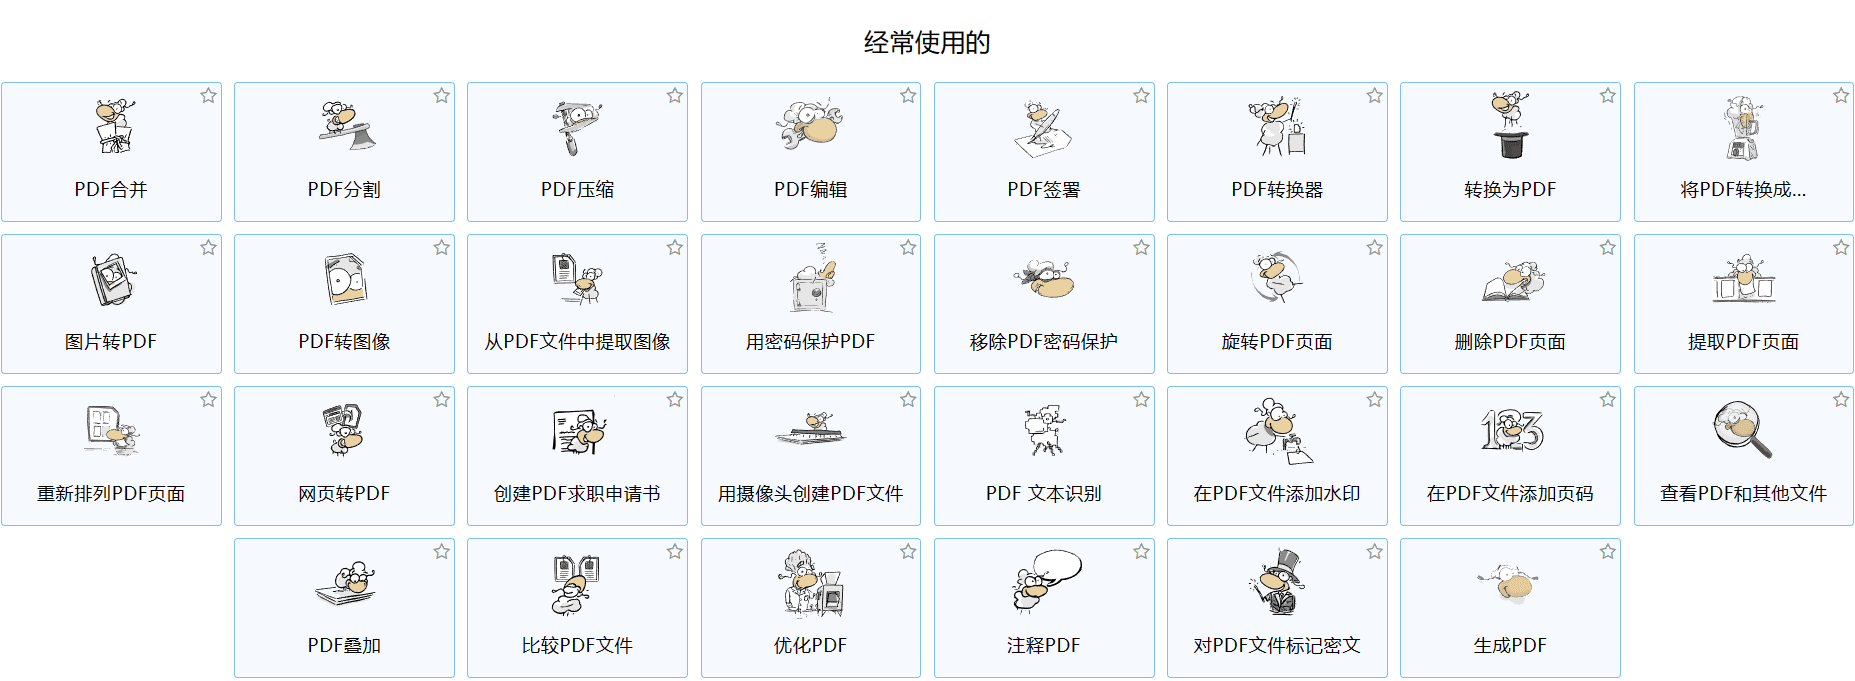 经常使用的
PDF合并
PDF分割
PDF压缩
PDF编辑
PDF签署
PDF转换器
转换为PDF
将PDF转换成...
图片转PDF
PDF转图像
从PDF文件中提取图像
用密码保护PDF
移除PDF密码保护
旋转PDF页面
删除PDF页面
提取PDF页面
重新排列PDF页面
网页转PDF
创建PDF求职申请书
用摄像头创建PDF文件
PDF 文本识别
在PDF文件添加水印
在PDF文件添加页码
123
查看PDF和其他文件
PDF叠加
比较PDF文件
优化PDF
注释PDF
对PDF文件标记密文
生成PDF